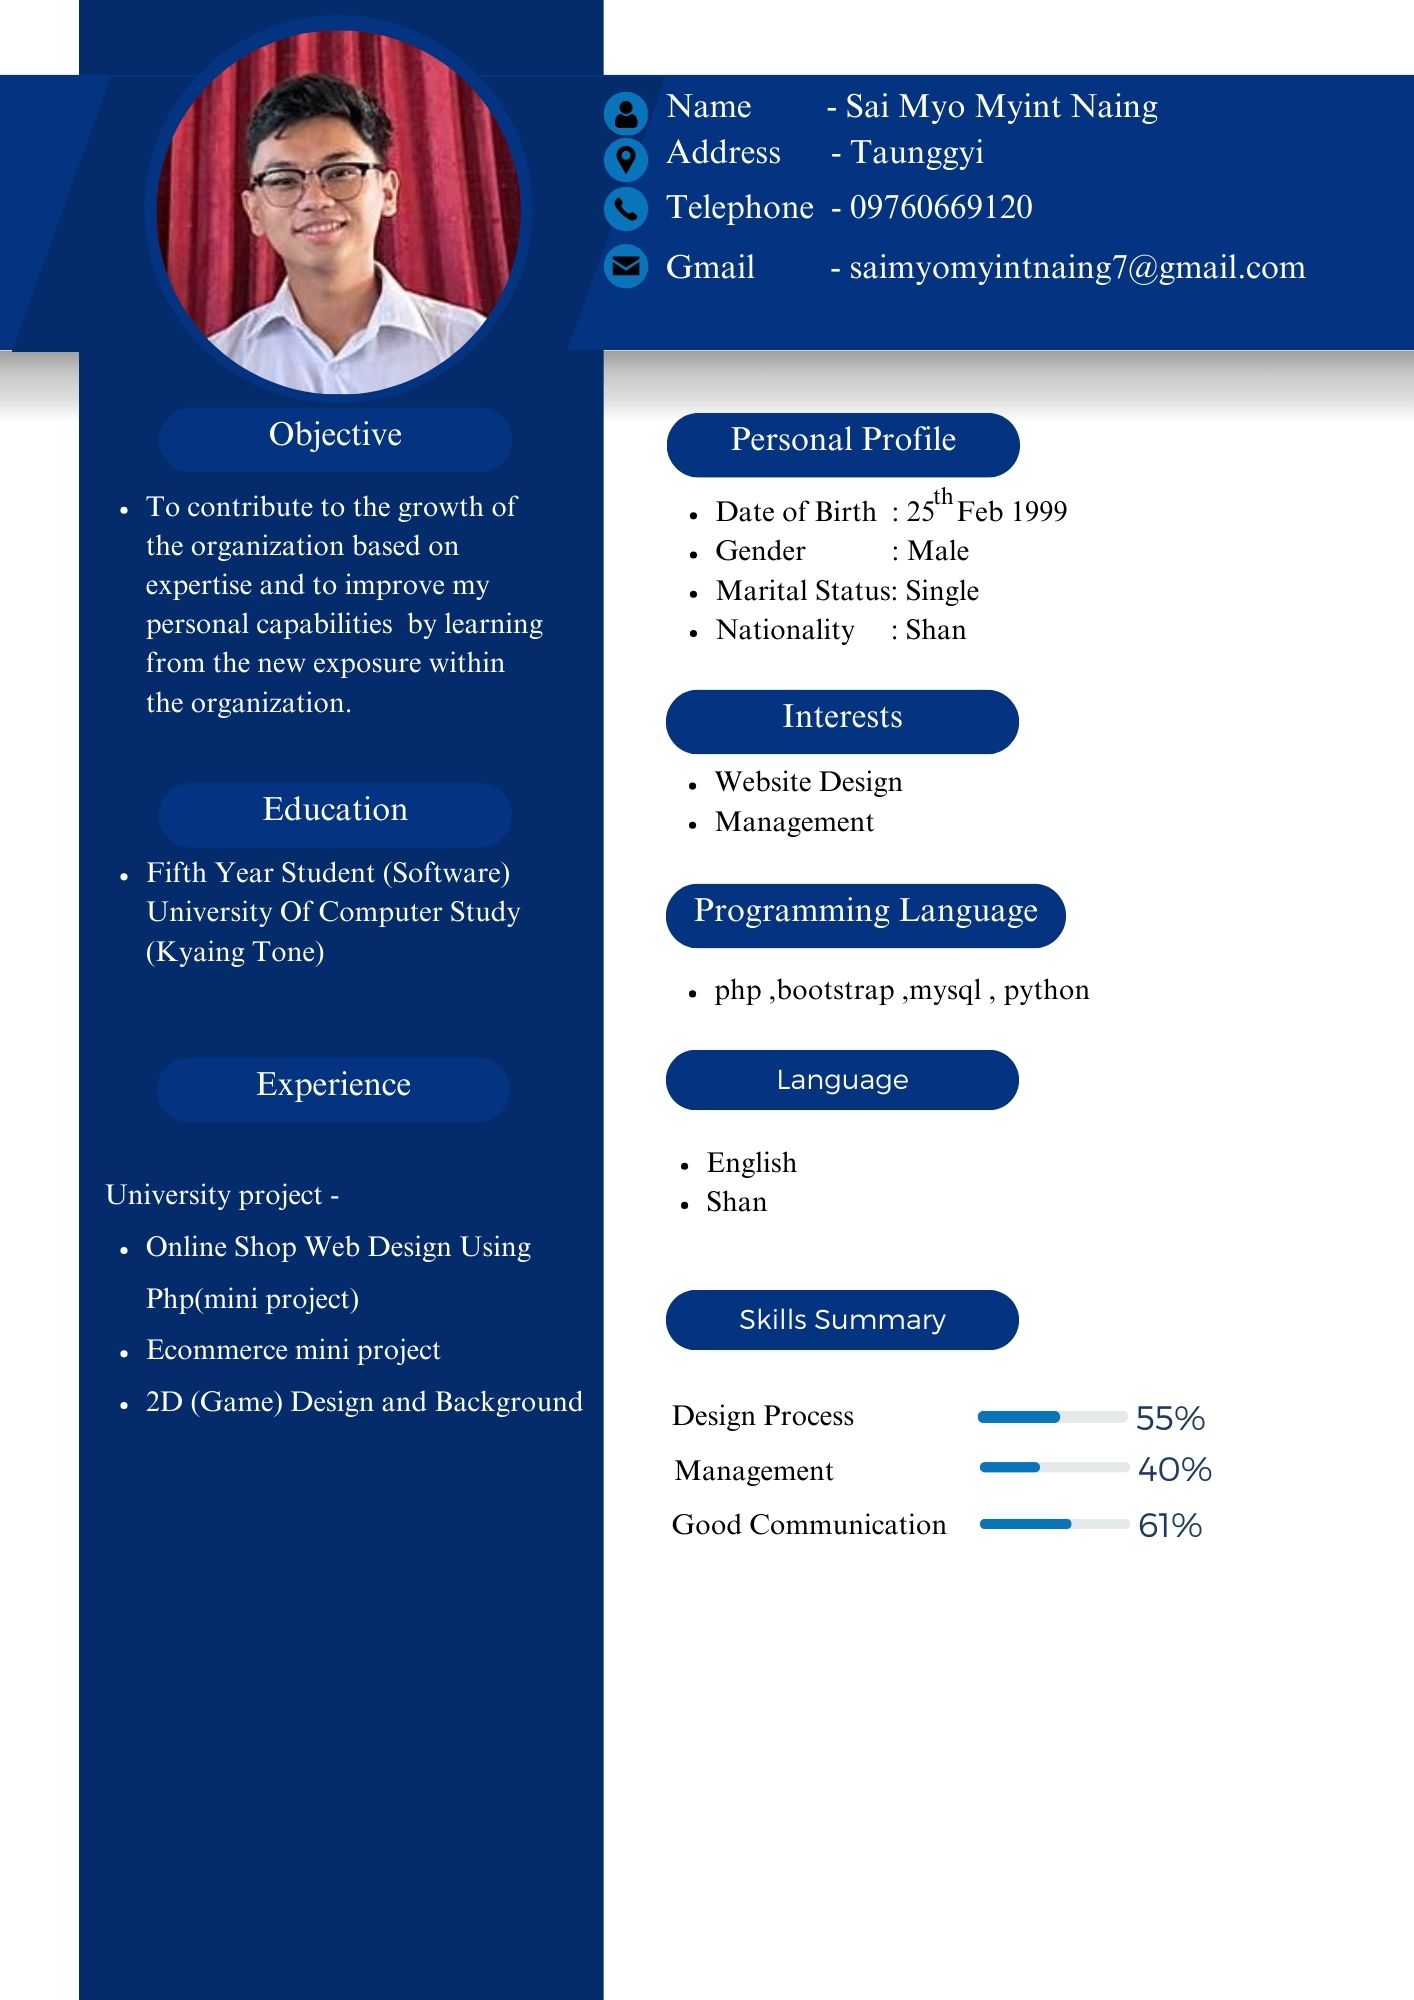 Name - Sai Myo Myint Naing
Address - Taunggyi
Telephone - 09760669120
Gmail - saimyomyintnaing7@gmail.com
Objective
• To contribute to the growth of
the organization based on
expertise and to improve my
personal capabilities by learning
from the new exposure within
the organization.
Education
• Fifth Year Student (Software)
University Of Computer Study
(Kyaing Tone)
Experience
University project -
• Online Shop Web Design Using
Php(mini project)
• Ecommerce mini project
• 2D (Game) Design and Background
Personal Profile
• Date of Birth : 25th Feb 1999
• Gender : Male
• Marital Status: Single
• Nationality : Shan
Interests
• Website Design
• Management
Programming Language
• php ,bootstrap ,mysql , python
Language
• English
• Shan
Skills Summary
Design Process 55%
Management 40%
Good Communication 61%